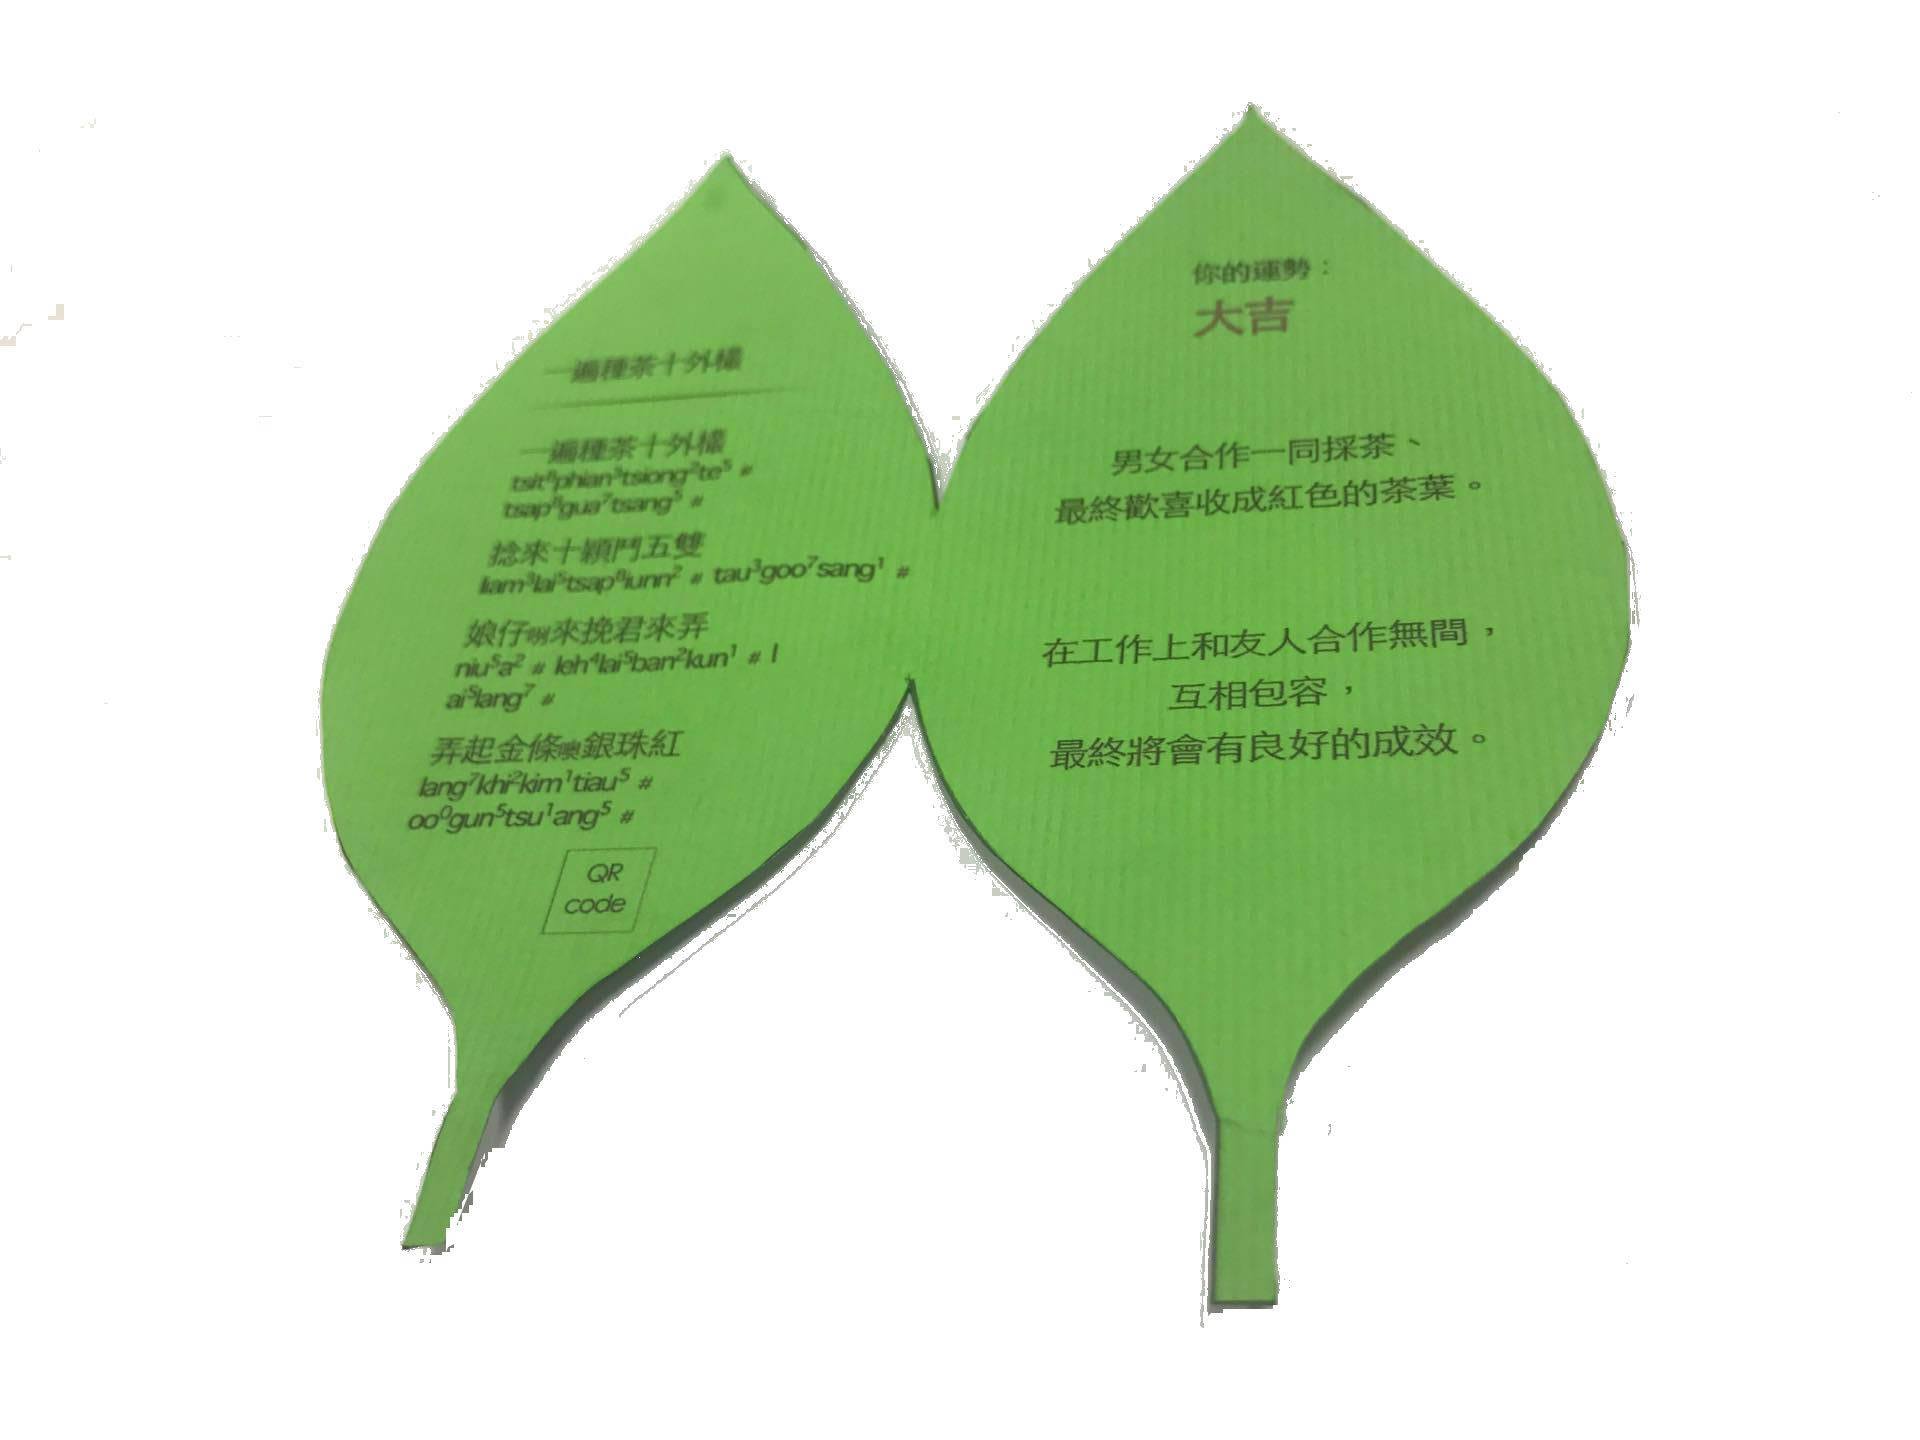 一遍種茶十外欉
一遍種茶十外欉
tsit⁸phian³tsiong²te⁵ #
tsap⁸gua⁷tsang⁵ #
捻來十穎鬥五雙
liam³lai⁵tsap⁸iunn² # tau³goo⁷sang¹ #
娘仔咧來挽君來弄
niu⁵a² # leh⁴lai⁵ban²kun¹ # l
ai⁵lang⁷ #
弄起金條噢銀珠紅
lang⁷khi²kim¹tiau⁵ #
oo⁰gun⁵tsu¹ang⁵ #
QR
code
你的運勢：
大吉
男女合作一同採茶、
最終歡喜收成紅色的茶葉。
在工作上和友人合作無間，
互相包容，
最終將會有良好的成效。